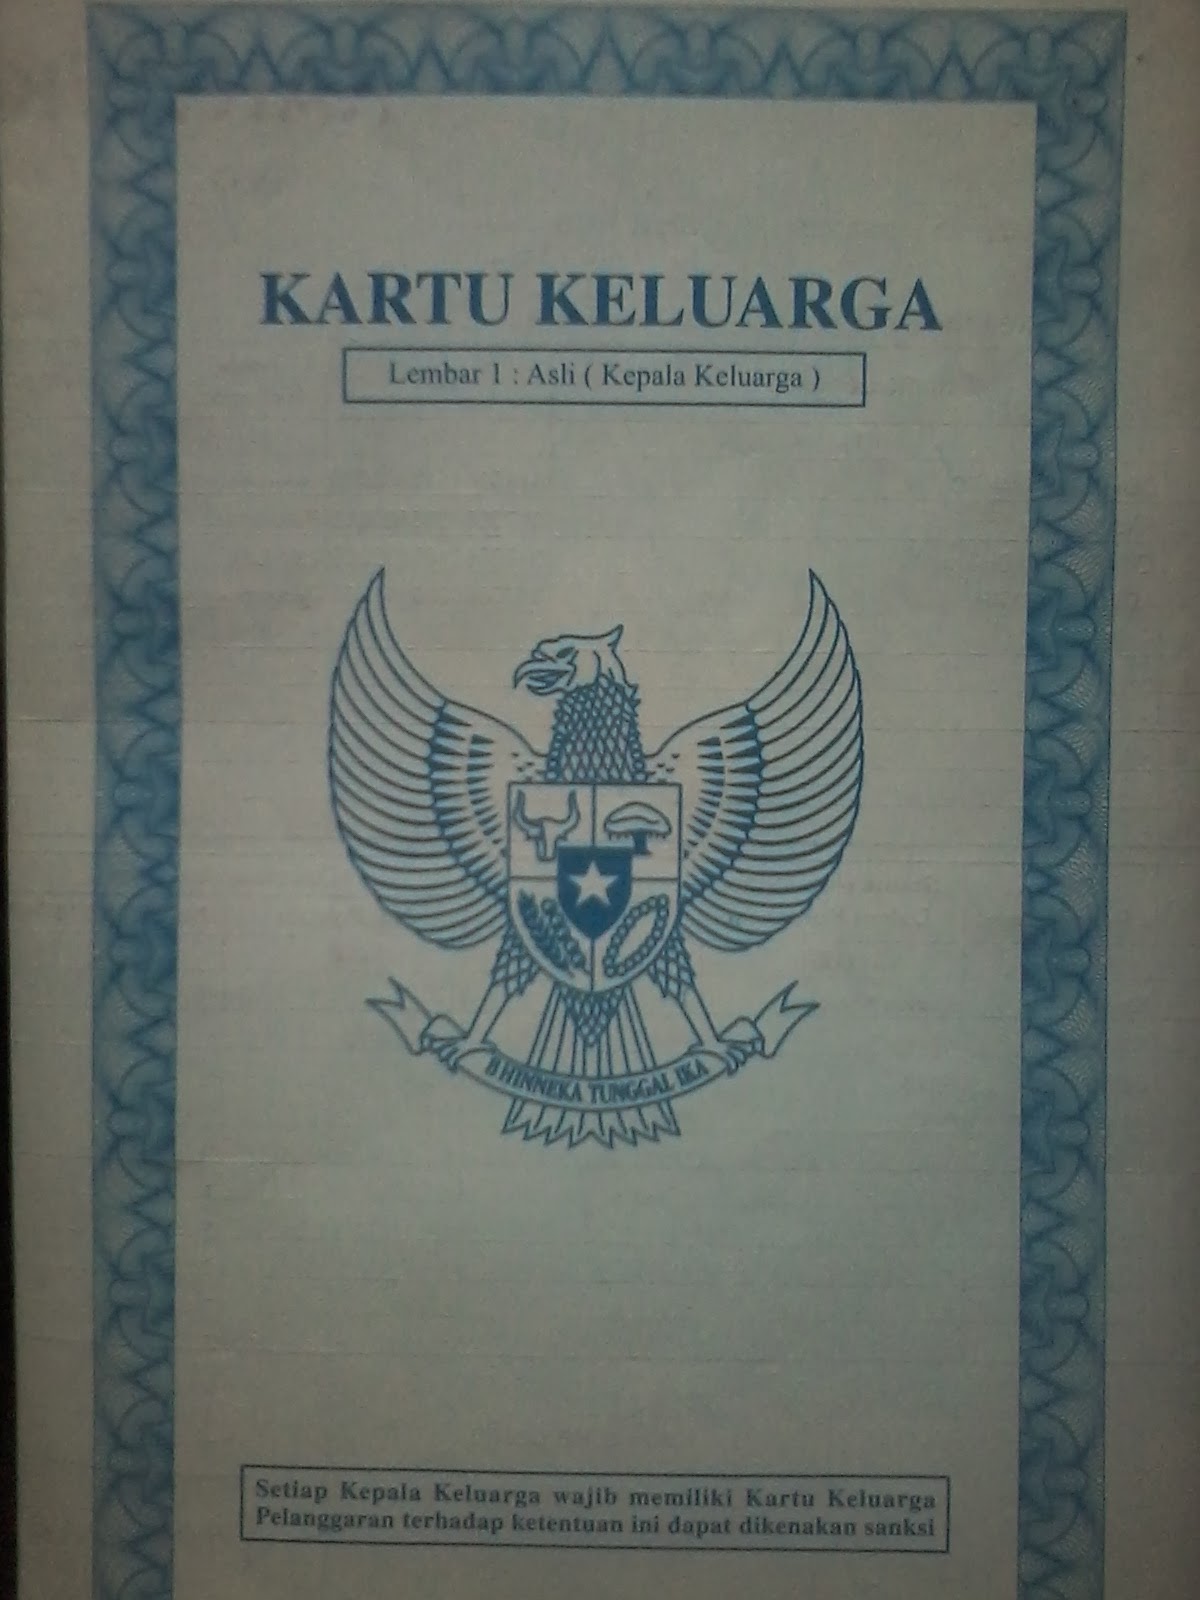 KARTU KELUARGA
Lembar 1 : Asli ( Kepala Keluarga )
BHINNEKA TUNGGAL IKA
Setiap Kepala Keluarga wajib memiliki Kartu Keluarga
Pelanggaran terhadap ketentuan ini dapat dikenakan sanksi